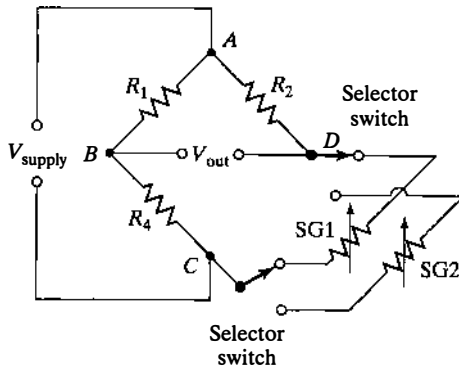 A
R1
R2
Selector
switch
D
Vsupply
B
Vout
R4
SG1
C
SG2
Selector
switch